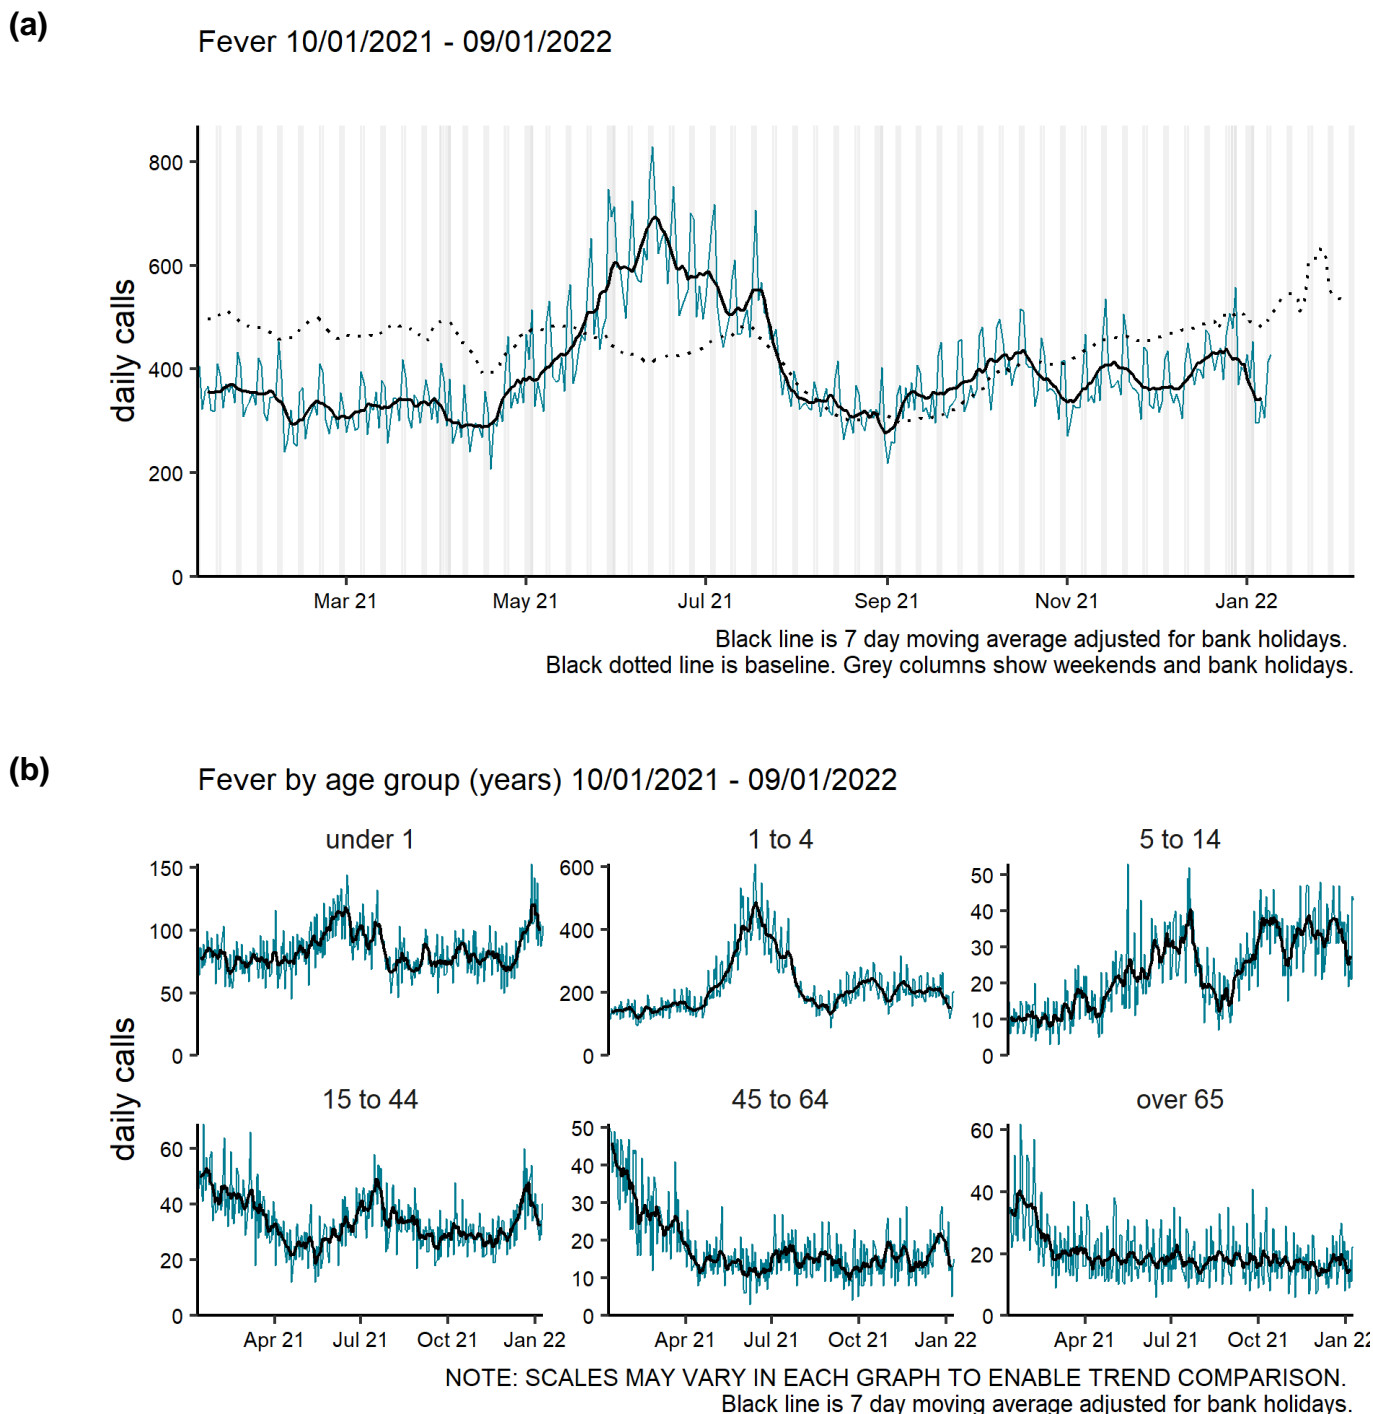 (a)
Fever 10/01/2021 - 09/01/2022
daily calls
800
600
400
200
0
Mar 21 May 21 Jul 21 Sep 21 Nov 21 Jan 22
Black line is 7 day moving average adjusted for bank holidays.
Black dotted line is baseline. Grey columns show weekends and bank holidays.
(b)
Fever by age group (years) 10/01/2021 - 09/01/2022
daily calls
under 1
150
100
50
0
1 to 4
600
400
200
0
5 to 14
50
40
30
20
10
0
15 to 44
60
40
20
0
Apr 21 Jul 21 Oct 21 Jan 22
45 to 64
50
40
30
20
10
0
Apr 21 Jul 21 Oct 21 Jan 22
over 65
60
40
20
0
Apr 21 Jul 21 Oct 21 Jan 22
NOTE: SCALES MAY VARY IN EACH GRAPH TO ENABLE TREND COMPARISON.
Black line is 7 day moving average adjusted for bank holidays.